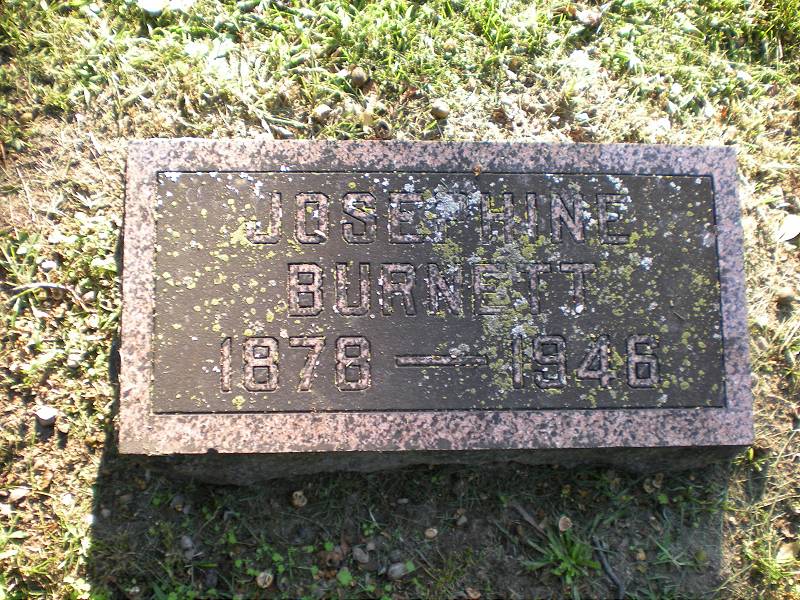 JOSEPHINE
BURNETT
1878 — 1946